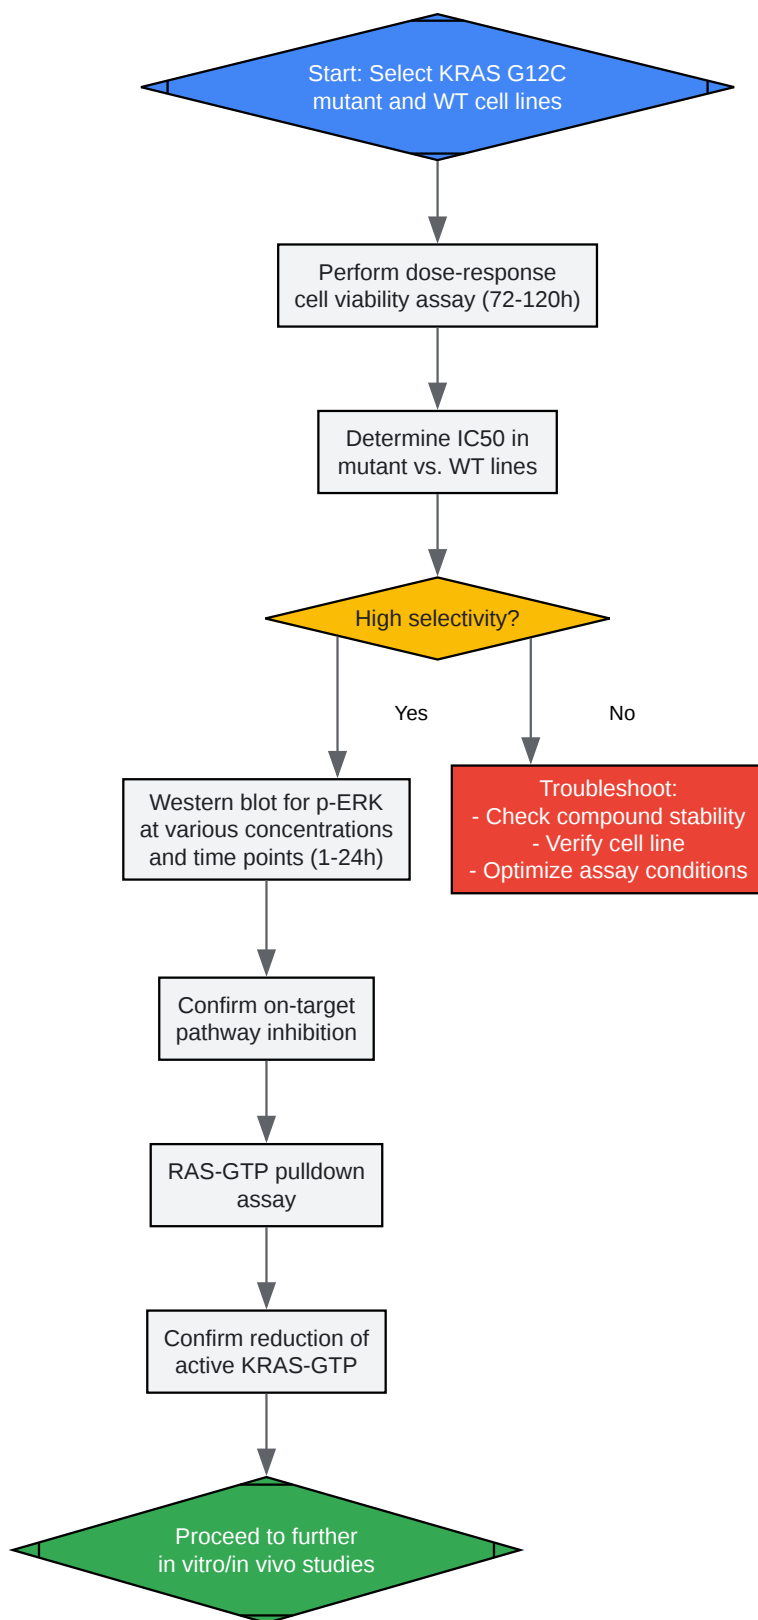 Start: Select KRAS G12C
mutant and WT cell lines
Perform dose-response
cell viability assay (72-120h)
Determine IC50 in
mutant vs. WT lines
High selectivity?
Yes
No
Western blot for p-ERK
at various concentrations
and time points (1-24h)
Troubleshoot:
- Check compound stability
- Verify cell line
- Optimize assay conditions
Confirm on-target
pathway inhibition
RAS-GTP pulldown
assay
Confirm reduction of
active KRAS-GTP
Proceed to further
in vitro/in vivo studies